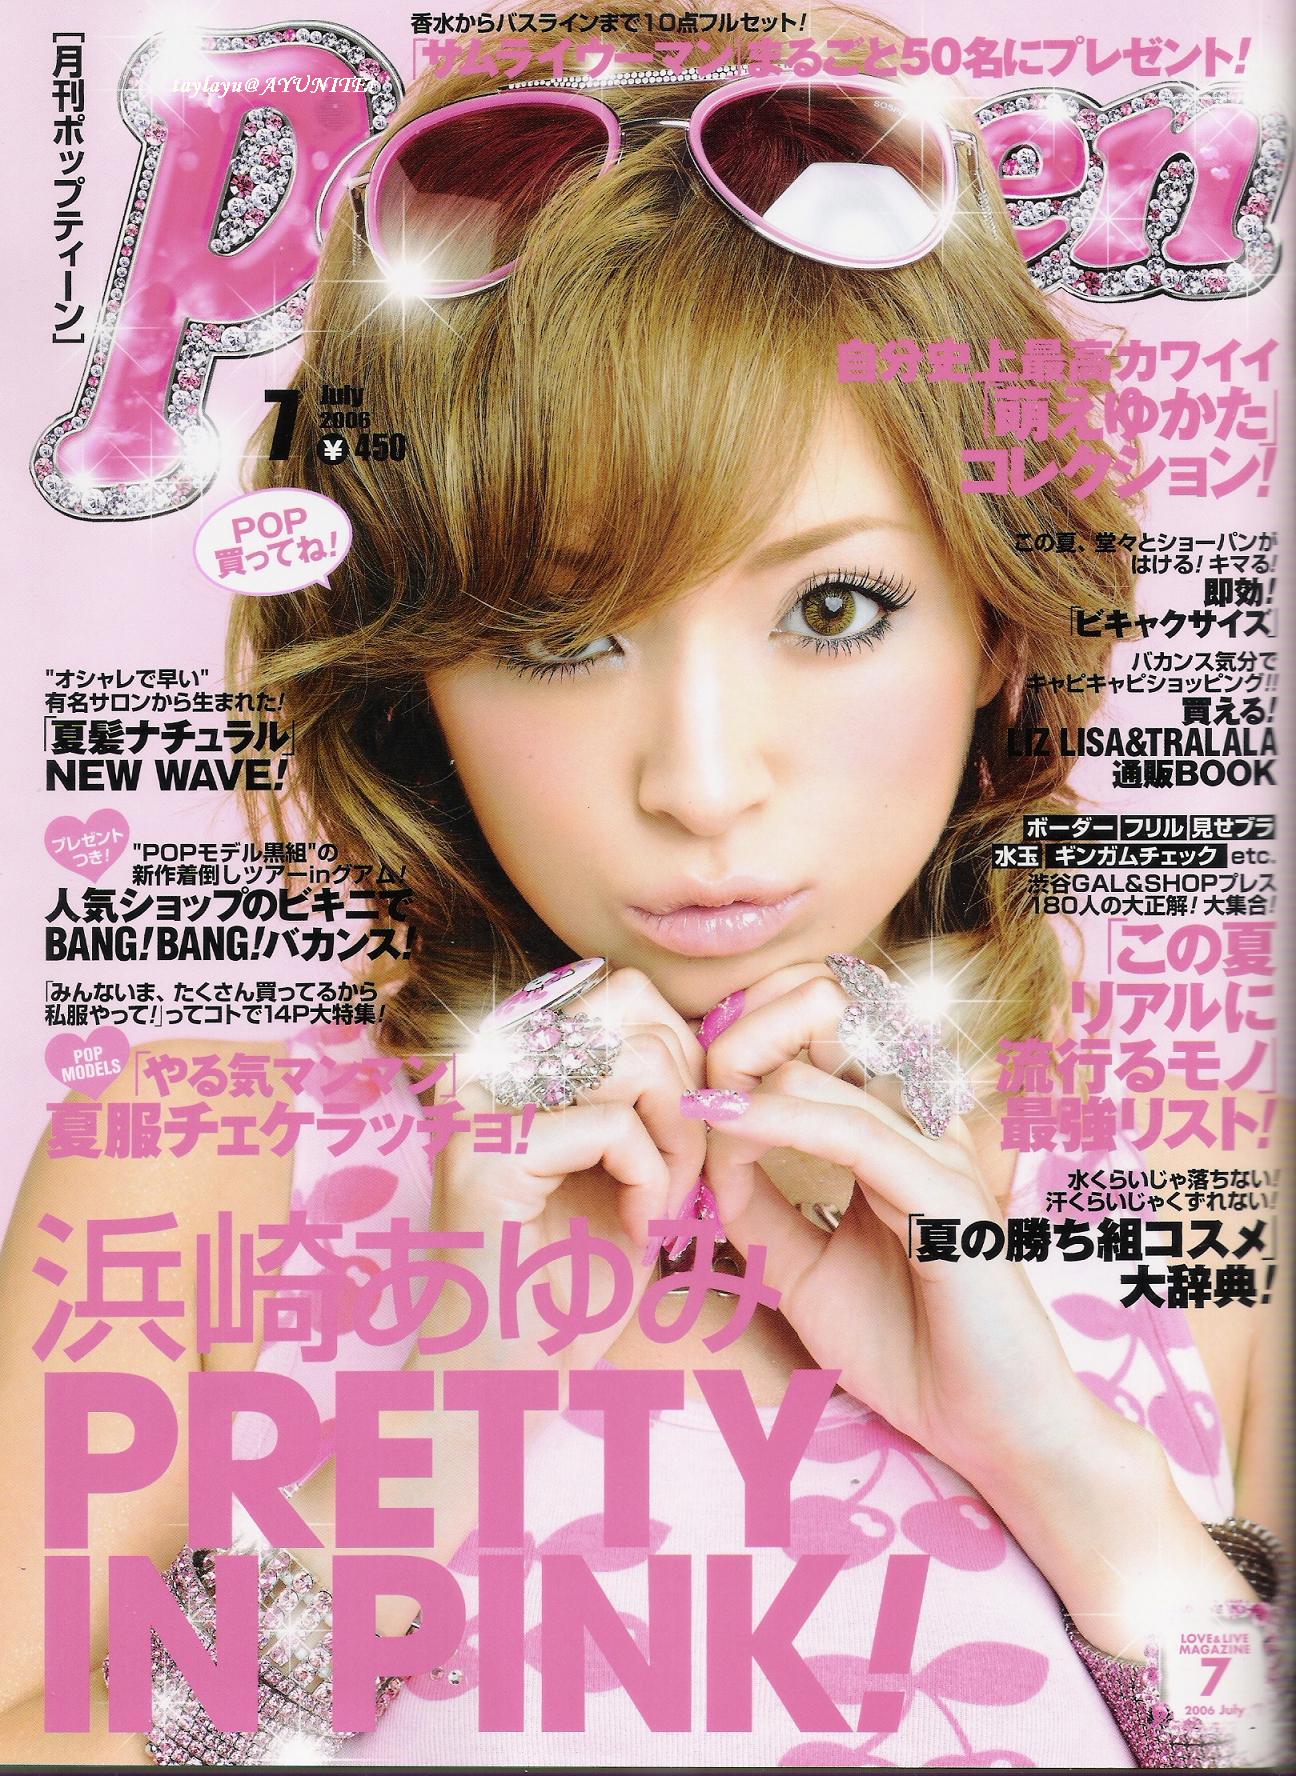 香水からバスラインまで10点フルセット!
「サムライウーマン」まるごと50名にプレゼント!
[月刊ポップティーン]
taylayu@AYUNITE
P en
7 July
2006
¥450
POP
買ってね!
自分史上最高カワイイ
「萌えゆかた」
コレクション!
この夏、堂々とショーパンが
はける!キマる!
即効!
「ビキャクサイズ」
バカンス気分で
キャピキャピショッピング!!
買える!
LIZ LISA&TRALALA
通販BOOK
"オシャレで早い"
有名サロンから生まれた!
「夏髪ナチュラル」
NEW WAVE!
プレゼント
つき!
"POPモデル黒組"の
新作着倒しツアーinグアム!
人気ショップのビキニで
BANG!BANG!バカンス!
「みんないま、たくさん買ってるから
私服やって!」ってコトで14P大特集!
POP
MODELS
「やる気マンマン」
夏服チェケラッチョ!
ボーダー フリル 見せブラ
水玉 ギンガムチェック etc.
渋谷GAL&SHOPプレス
180人の大正解!大集合!
「この夏
リアルに
流行るモノ」
最強リスト!
水くらいじゃ落ちない!
汗くらいじゃくずれない!
「夏の勝ち組コスメ」
大辞典!
浜崎あゆみ
PRETTY
IN PINK!
LOVE&LIVE
MAGAZINE
7
2006 July